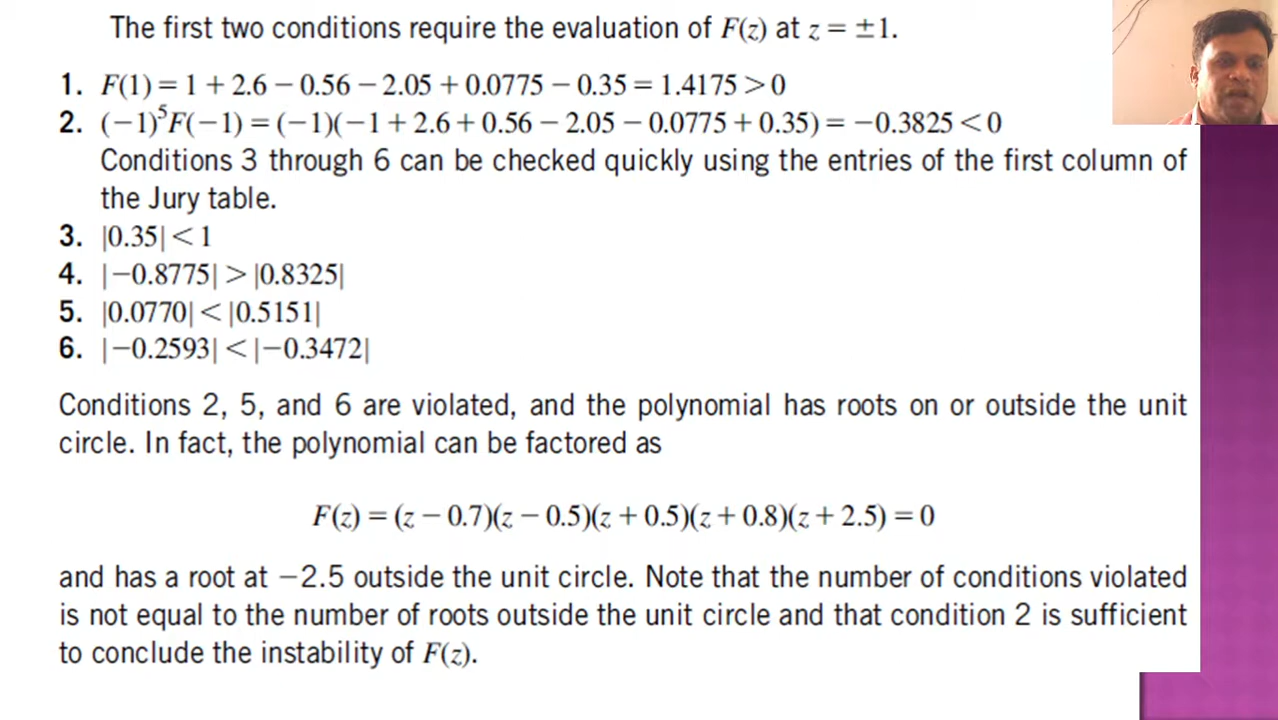 The first two conditions require the evaluation of F(z) at z = ±1.
1. F(1) = 1 + 2.6 − 0.56 − 2.05 + 0.0775 − 0.35 = 1.4175 > 0
2. (−1)⁵F(−1) = (−1)(−1 + 2.6 + 0.56 − 2.05 − 0.0775 + 0.35) = −0.3825 < 0
Conditions 3 through 6 can be checked quickly using the entries of the first column of
the Jury table.
3. |0.35| < 1
4. |−0.8775| > |0.8325|
5. |0.0770| < |0.5151|
6. |−0.2593| < |−0.3472|
Conditions 2, 5, and 6 are violated, and the polynomial has roots on or outside the unit
circle. In fact, the polynomial can be factored as
F(z) = (z − 0.7)(z − 0.5)(z + 0.5)(z + 0.8)(z + 2.5) = 0
and has a root at −2.5 outside the unit circle. Note that the number of conditions violated
is not equal to the number of roots outside the unit circle and that condition 2 is sufficient
to conclude the instability of F(z).